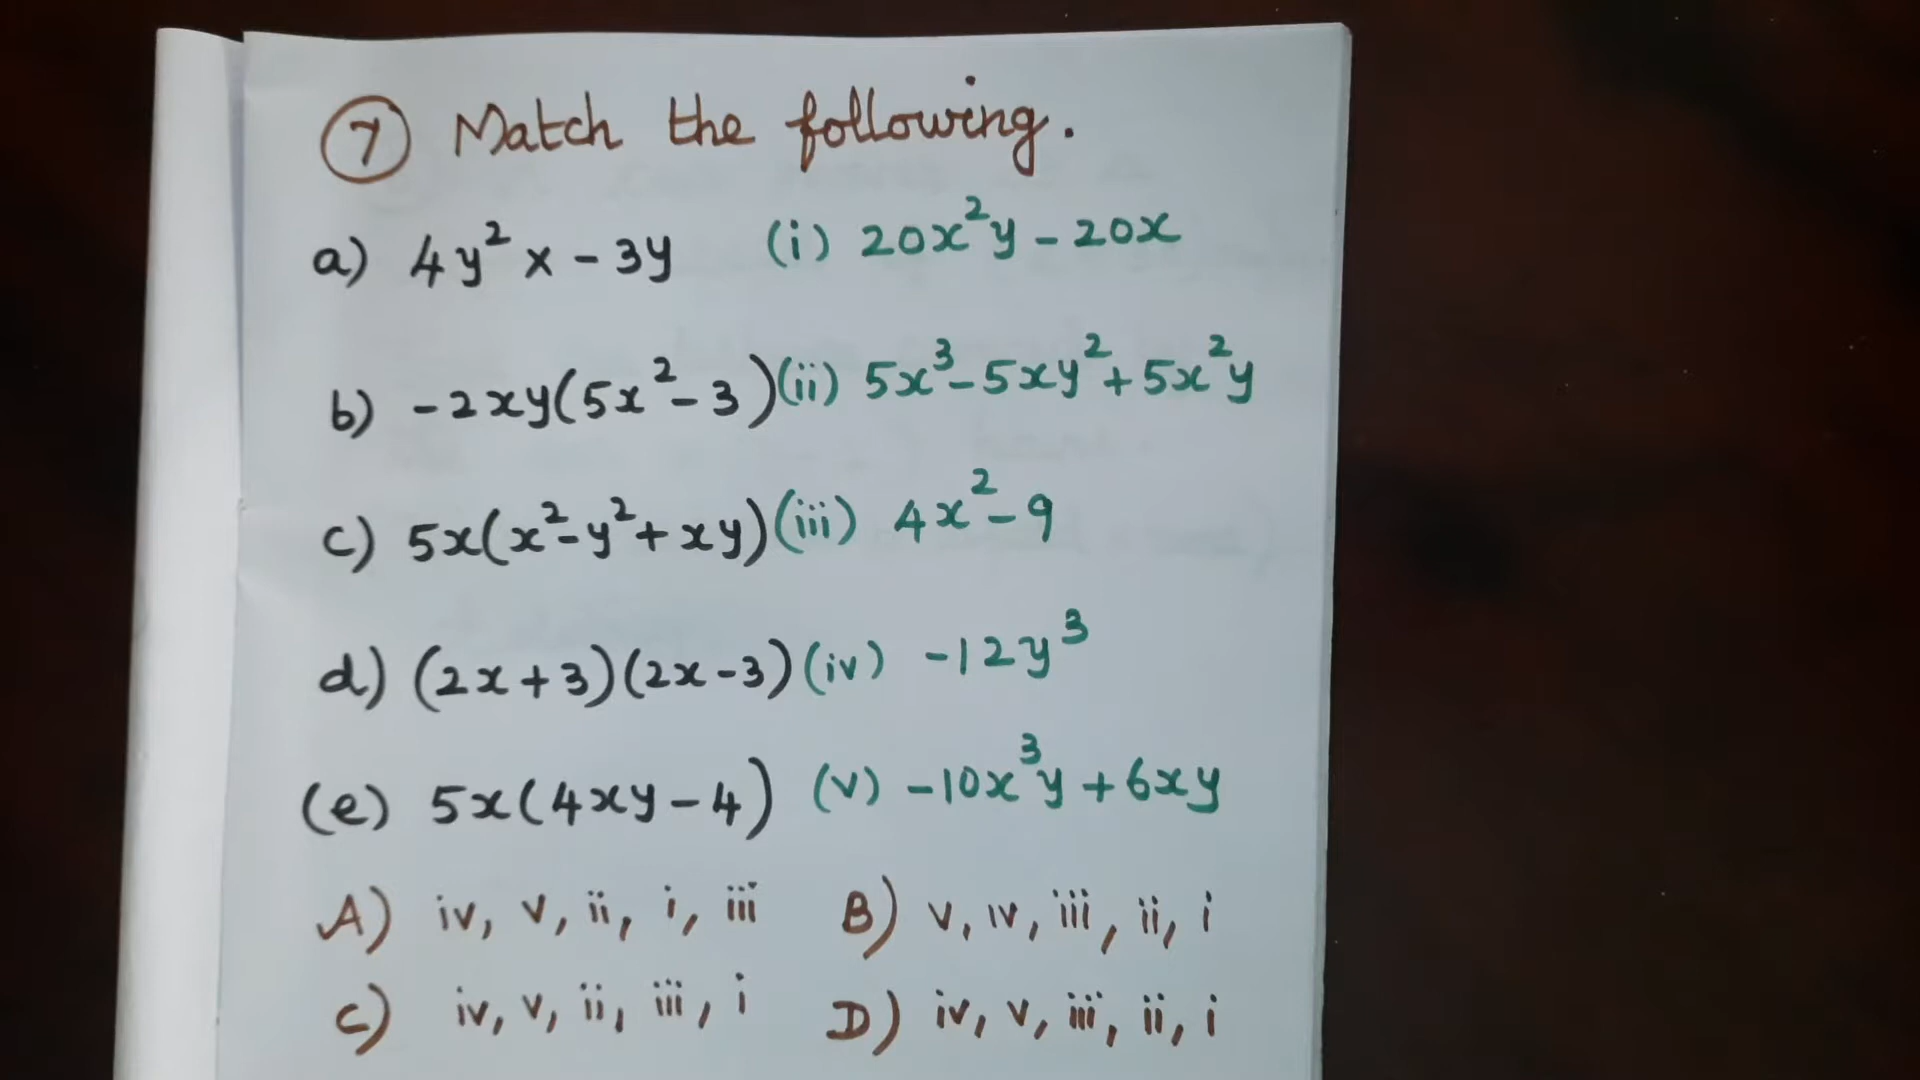 7 Match the following.
a) 4y² × -3y (i) 20x²y - 20x
b) -2xy(5x² - 3) (ii) 5x³ - 5xy² + 5x²y
c) 5x(x² - y² + xy) (iii) 4x² - 9
d) (2x + 3)(2x - 3) (iv) -12y³
(e) 5x(4xy - 4) (v) -10x³y + 6xy
A) iv, v, ii, i, iii B) v, iv, iii, ii, i
C) iv, v, ii, iii, i D) iv, v, iii, ii, i